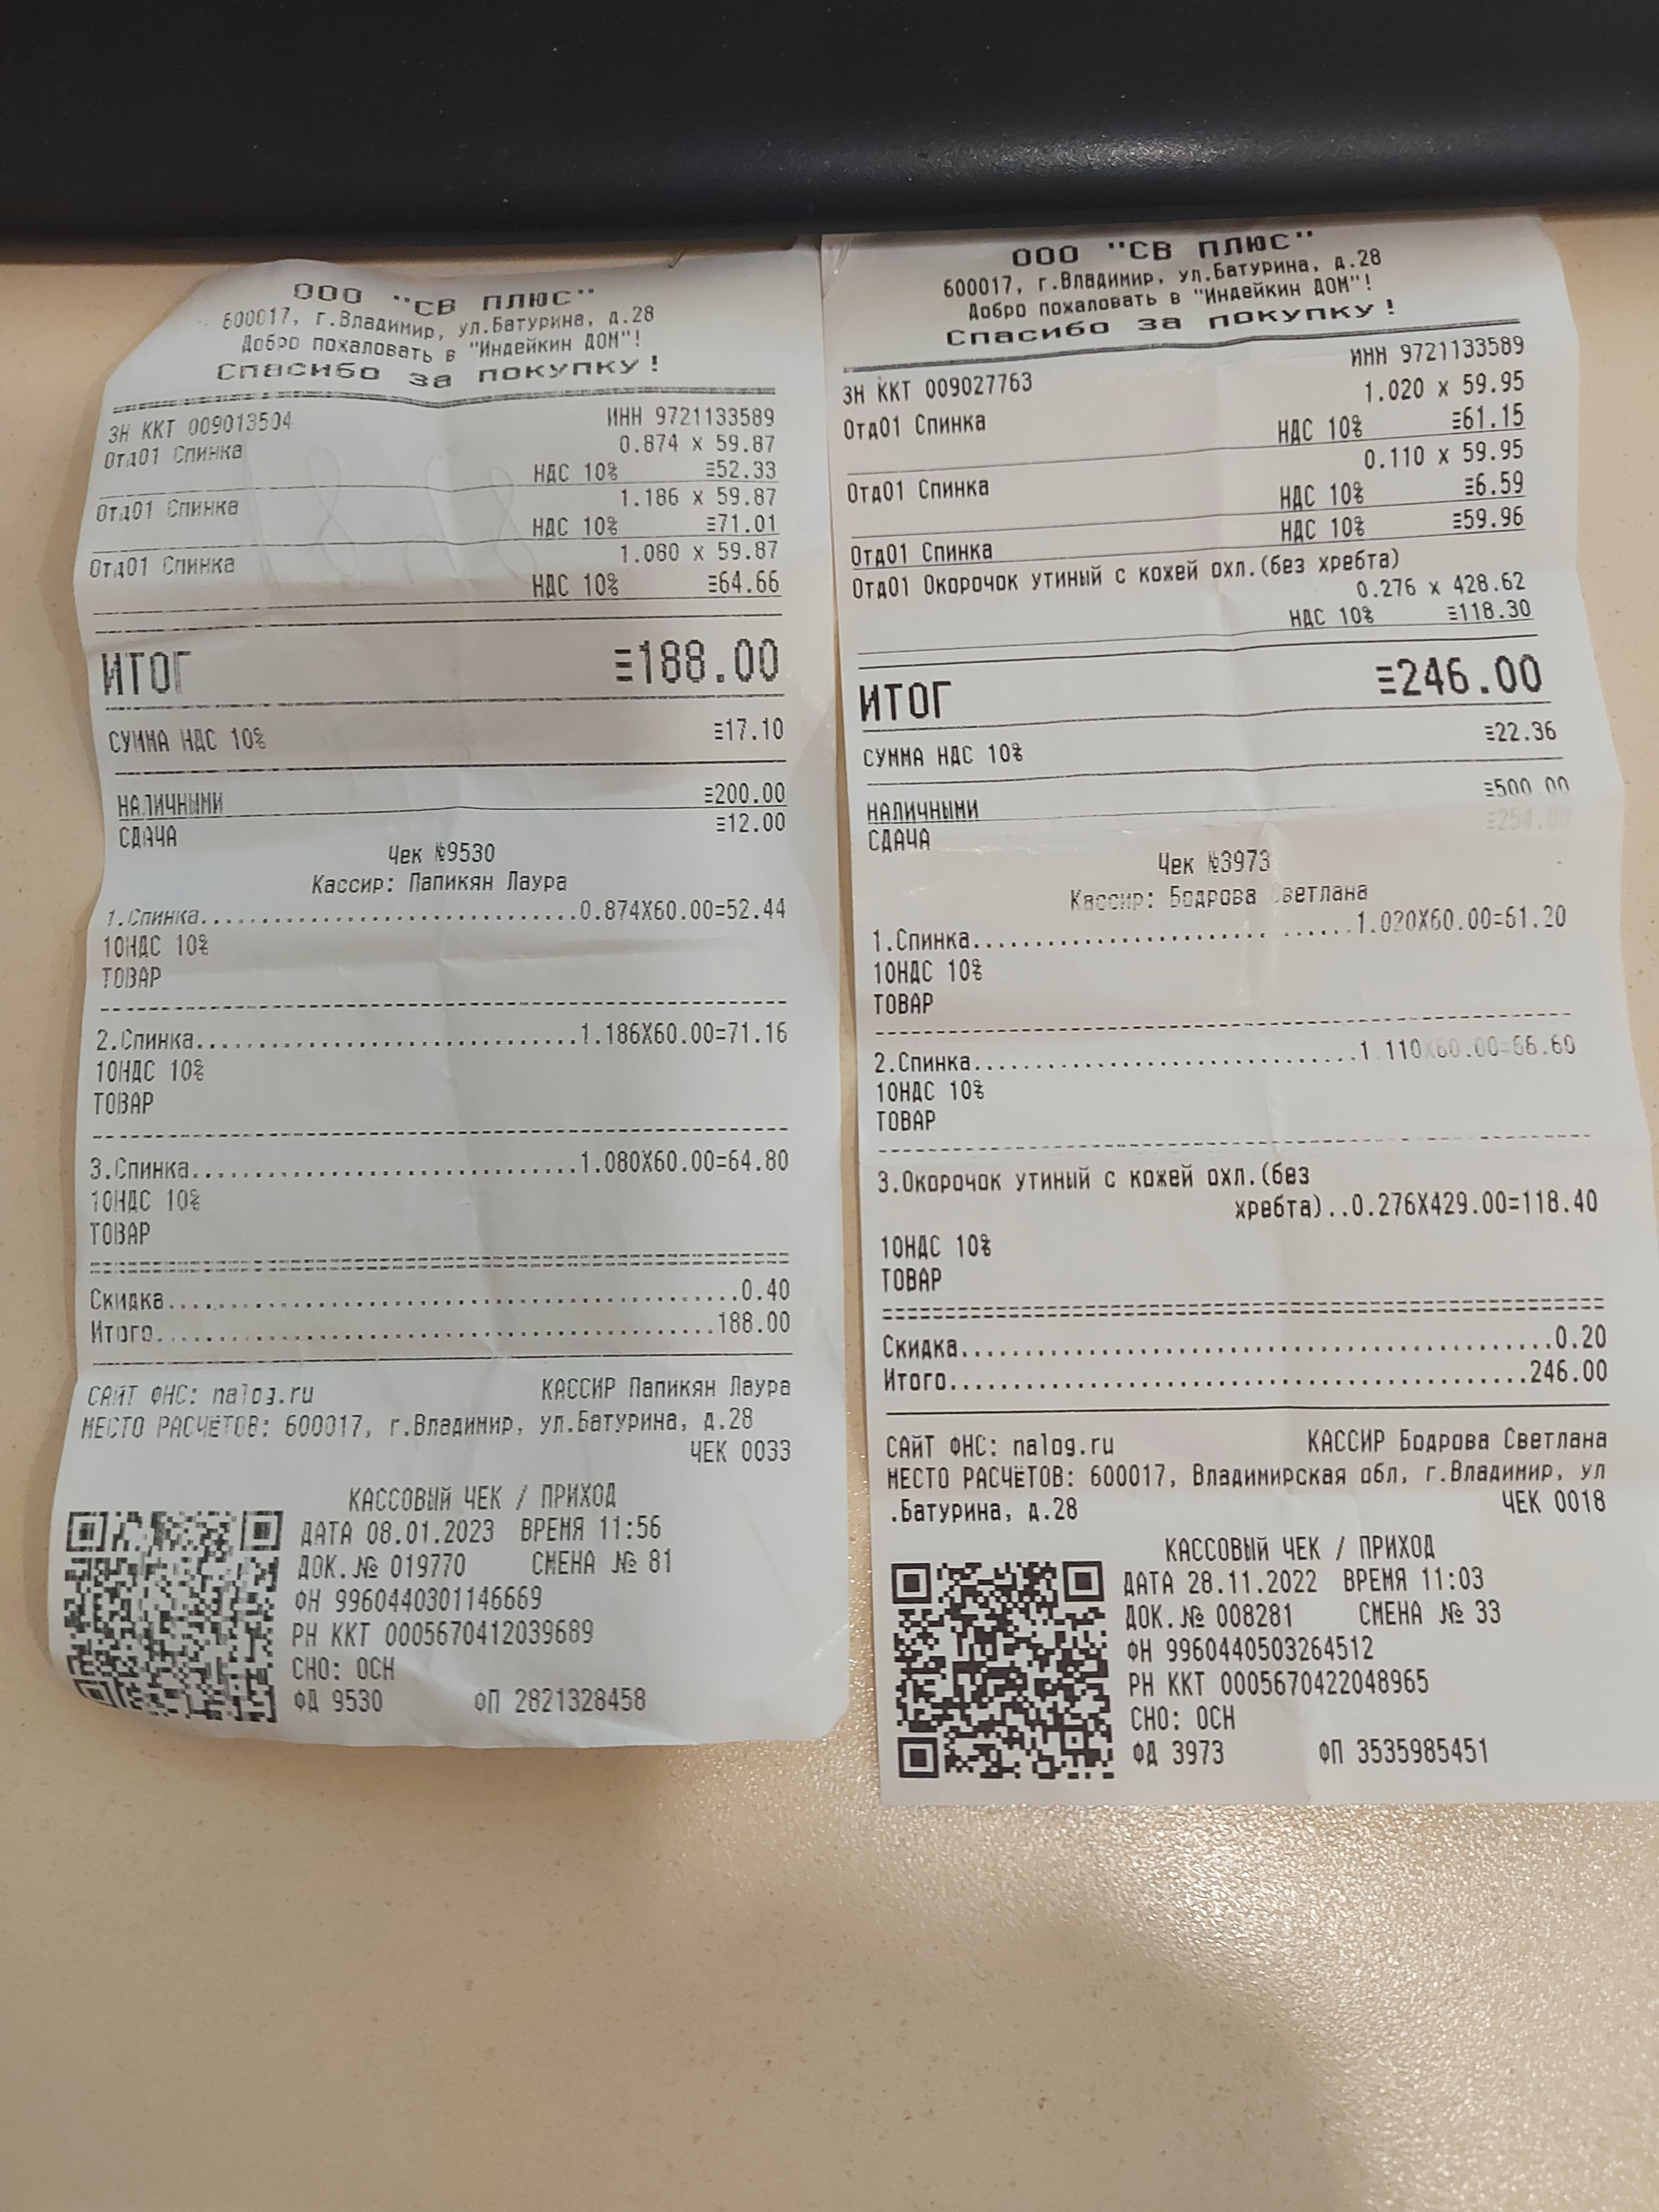 ООО "СВ ПЛЮС"
600017, г.Владимир, ул.Батурина, д.28
Добро пожаловать в "Индейкин ДОМ"!
Спасибо за покупку!
ЗН ККТ 009013504 ИНН 9721133589
Отд01 Спинка 0.874 x 59.87
НДС 10% ≡52.33
Отд01 Спинка 1.186 x 59.87
НДС 10% ≡71.01
Отд01 Спинка 1.080 x 59.87
НДС 10% ≡64.66
ИТОГ ≡188.00
СУММА НДС 10% ≡17.10
НАЛИЧНЫМИ ≡200.00
СДАЧА ≡12.00
Чек №9530
Кассир: Папикян Лаура
1.Спинка..............................0.874X60.00=52.44
10НДС 10%
ТОВАР
2.Спинка..............................1.186X60.00=71.16
10НДС 10%
ТОВАР
3.Спинка..............................1.080X60.00=64.80
10НДС 10%
ТОВАР
Скидка.............................................0.40
Итого............................................188.00
САЙТ ФНС: nalog.ru КАССИР Папикян Лаура
МЕСТО РАСЧЁТОВ: 600017, г.Владимир, ул.Батурина, д.28
ЧЕК 0033
КАССОВЫЙ ЧЕК / ПРИХОД
ДАТА 08.01.2023 ВРЕМЯ 11:56
ДОК.№ 019770 СМЕНА № 81
ФН 9960440301146669
РН ККТ 0005670412039689
СНО: ОСН
ФД 9530 ФП 2821328458
ООО "СВ ПЛЮС"
600017, г.Владимир, ул.Батурина, д.28
Добро пожаловать в "Индейкин ДОМ"!
Спасибо за покупку!
ИНН 9721133589
ЗН ККТ 009027763
1.020 x 59.95
Отд01 Спинка НДС 10% ≡61.15
0.110 x 59.95
Отд01 Спинка НДС 10% ≡6.59
НДС 10% ≡59.96
Отд01 Спинка
Отд01 Окорочок утиный с кожей охл.(без хребта)
0.276 x 428.62
НДС 10% ≡118.30
ИТОГ ≡246.00
СУММА НДС 10% ≡22.36
НАЛИЧНЫМИ ≡500.00
СДАЧА ≡254.00
Чек №3973
Кассир: Бодрова Светлана
1.Спинка..............................1.020X60.00=61.20
10НДС 10%
ТОВАР
2.Спинка..............................1.110X60.00=66.60
10НДС 10%
ТОВАР
3.Окорочок утиный с кожей охл.(без
хребта)..0.276X429.00=118.40
10НДС 10%
ТОВАР
Скидка.............................................0.20
Итого............................................246.00
САЙТ ФНС: nalog.ru КАССИР Бодрова Светлана
МЕСТО РАСЧЁТОВ: 600017, Владимирская обл, г.Владимир, ул
.Батурина, д.28 ЧЕК 0018
КАССОВЫЙ ЧЕК / ПРИХОД
ДАТА 28.11.2022 ВРЕМЯ 11:03
ДОК.№ 008281 СМЕНА № 33
ФН 9960440503264512
РН ККТ 0005670422048965
СНО: ОСН
ФД 3973 ФП 3535985451